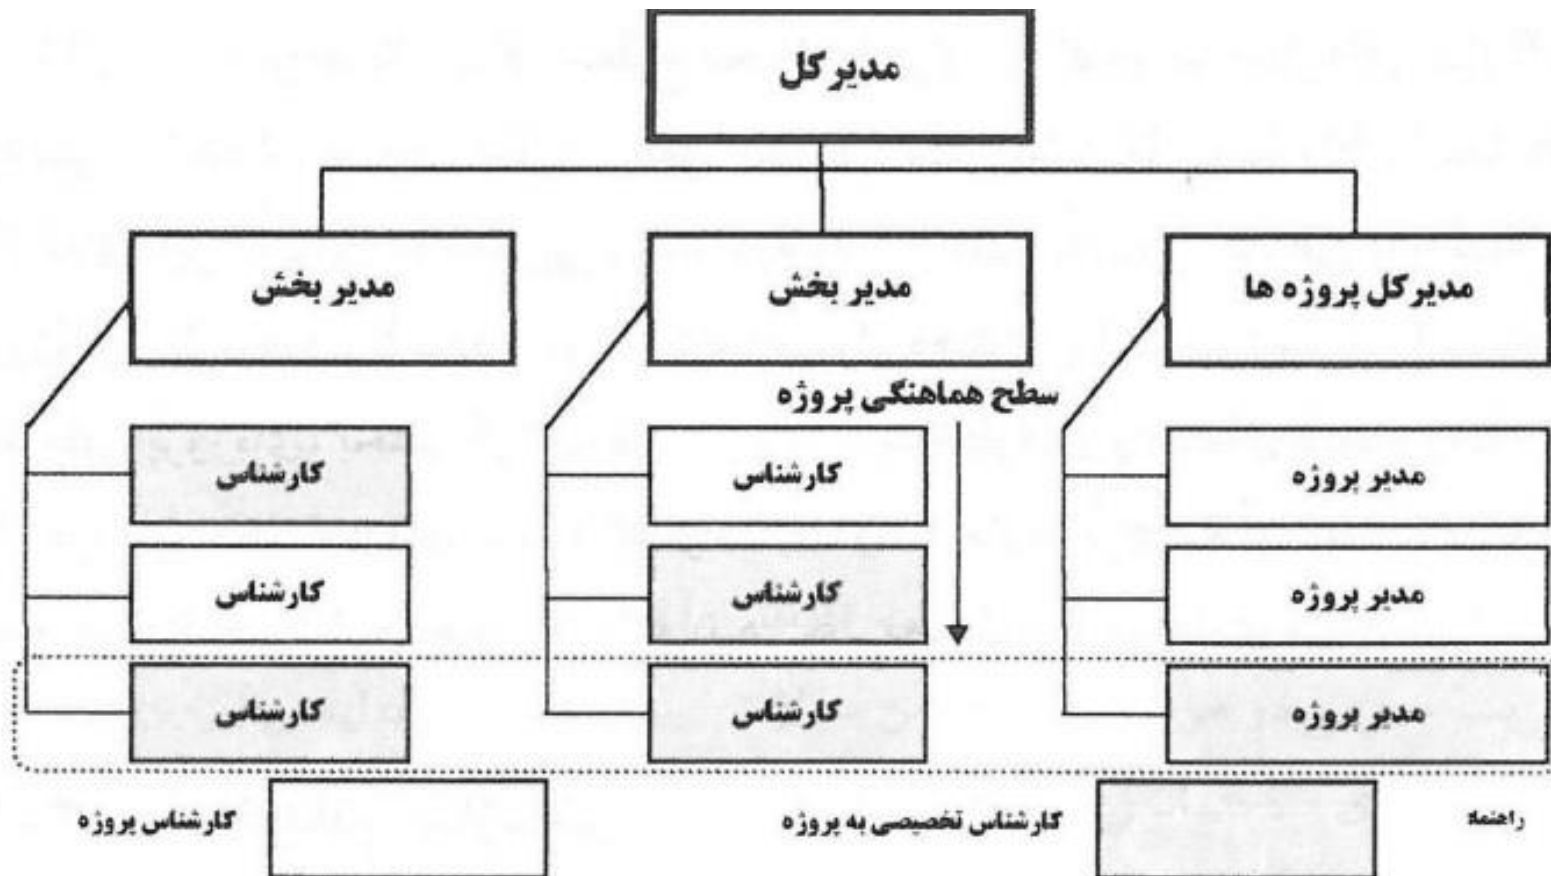 مدیرکل
مدیرکل پروژه ها
مدیر بخش
مدیر بخش
سطح هماهنگی پروژه
مدیر پروژه
کارشناس
کارشناس
مدیر پروژه
کارشناس
کارشناس
مدیر پروژه
کارشناس
کارشناس
راهنما:
کارشناس تخصیصی به پروژه
کارشناس پروژه